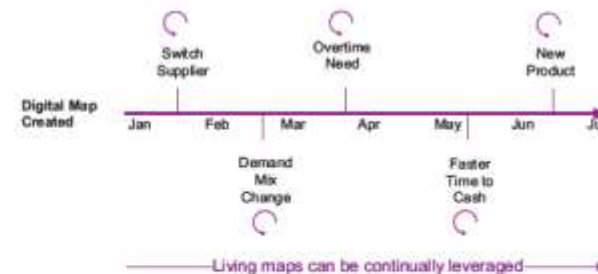 Switch
Supplier
Overtime
Need
New
Product
Digital Map
Created
Jan
Feb
Mar
Apr
May
Jun
Demand
Mix
Change
Faster
Time to
Cash
Living maps can be continually leveraged